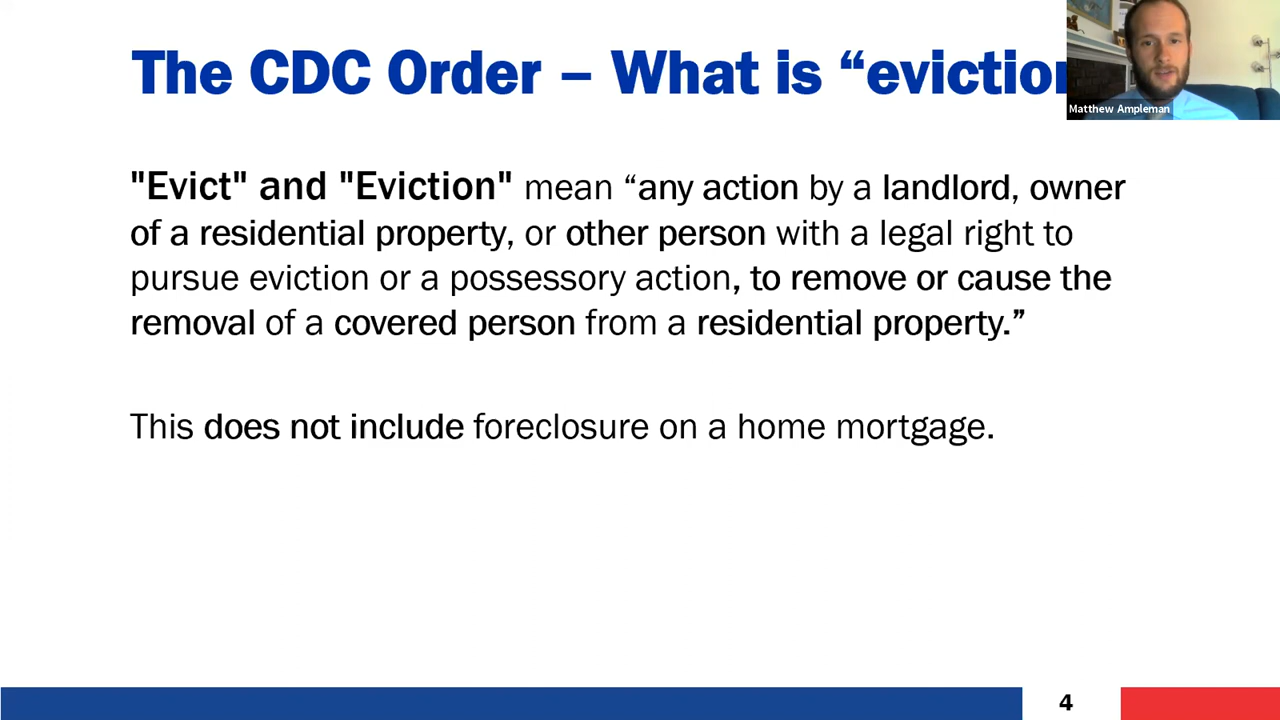 The CDC Order – What is “eviction
Matthew Ampleman
"Evict" and "Eviction" mean “any action by a landlord, owner
of a residential property, or other person with a legal right to
pursue eviction or a possessory action, to remove or cause the
removal of a covered person from a residential property.”
This does not include foreclosure on a home mortgage.
4